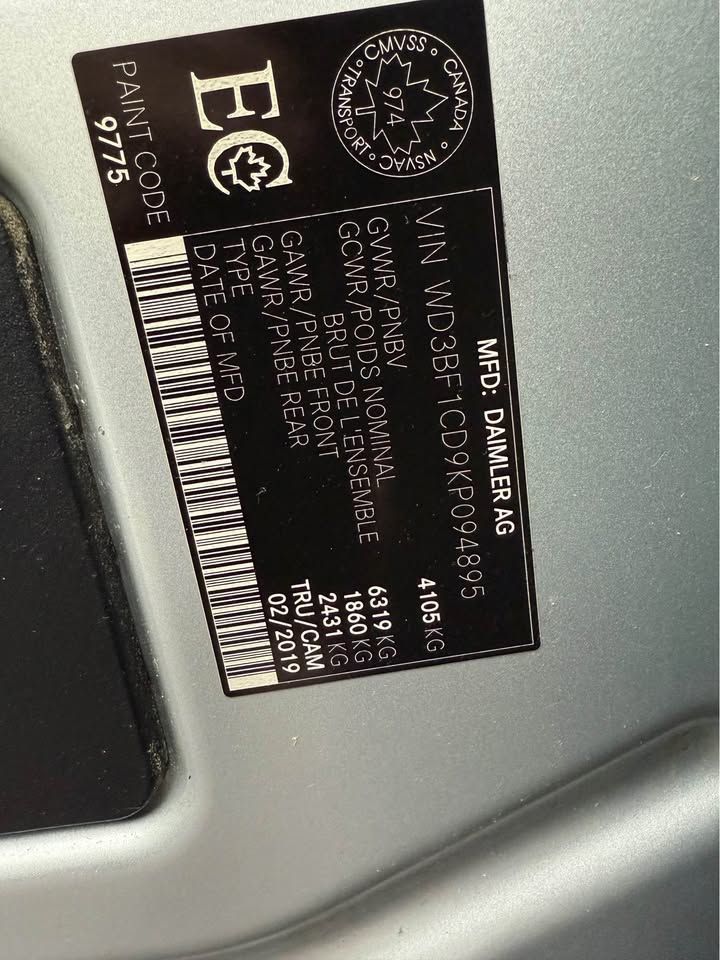 CMVSS • CANADA • NSVAC • TRANSPORT •
974
EC
PAINT CODE
9775
MFD: DAIMLER AG
VIN WD3BF1CD9KP094895
GVWR/PNBV 4105 KG
GCWR/POIDS NOMINAL
BRUT DE L'ENSEMBLE 6319 KG
GAWR/PNBE FRONT 1860 KG
GAWR/PNBE REAR 2431 KG
TYPE TRU/CAM
DATE OF MFD 02/2019